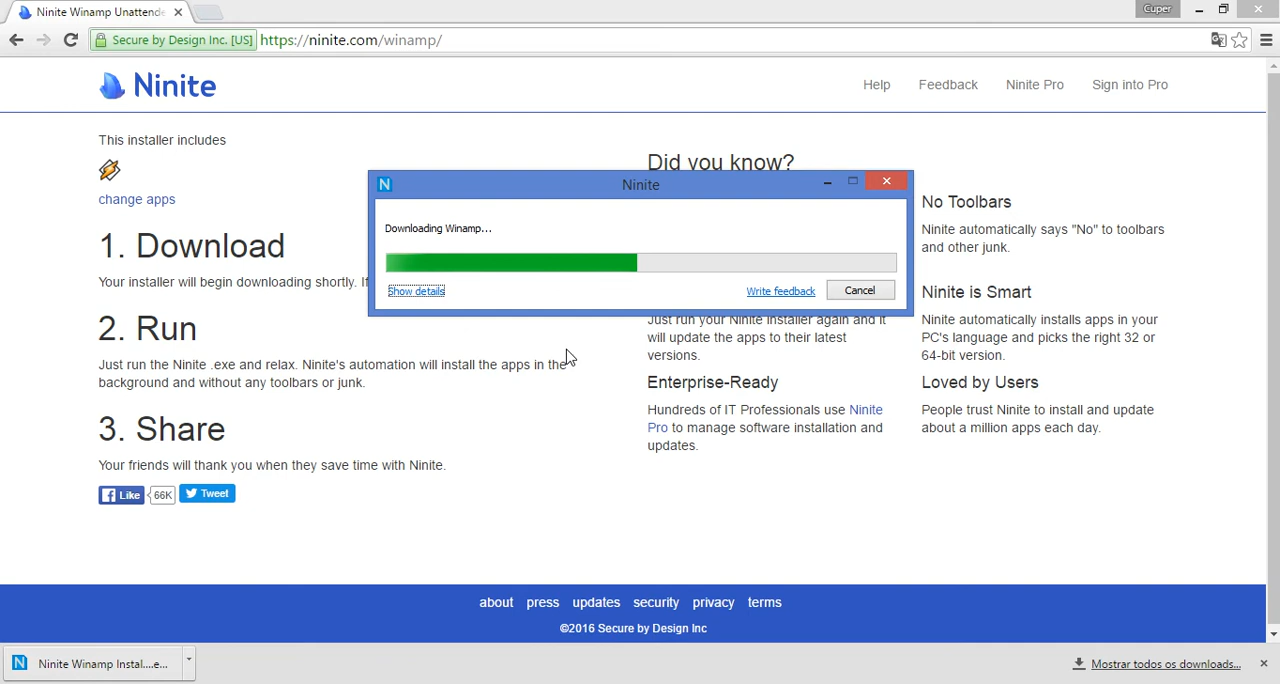 Ninite Winamp Unattende
Cuper
Secure by Design Inc. [US] https://ninite.com/winamp/
Ninite
Help Feedback Ninite Pro Sign into Pro
This installer includes
change apps
1. Download
Your installer will begin downloading shortly. If
2. Run
Just run the Ninite .exe and relax. Ninite's automation will install the apps in the
background and without any toolbars or junk.
3. Share
Your friends will thank you when they save time with Ninite.
Like 66K Tweet
Did you know?
Ninite
Downloading Winamp...
Show details Write feedback Cancel
Just run your Ninite installer again and it
will update the apps to their latest
versions.
Enterprise-Ready
Hundreds of IT Professionals use Ninite
Pro to manage software installation and
updates.
No Toolbars
Ninite automatically says "No" to toolbars
and other junk.
Ninite is Smart
Ninite automatically installs apps in your
PC's language and picks the right 32 or
64-bit version.
Loved by Users
People trust Ninite to install and update
about a million apps each day.
about press updates security privacy terms
©2016 Secure by Design Inc
Ninite Winamp Instal....e... Mostrar todos os downloads...